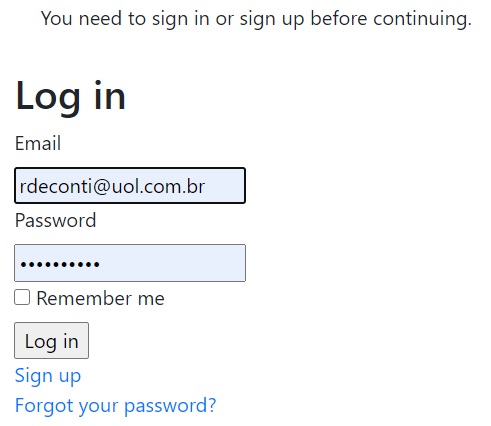 You need to sign in or sign up before continuing.
Log in
Email
rdeconti@uol.com.br
Password
••••••••••
Remember me
Log in
Sign up
Forgot your password?